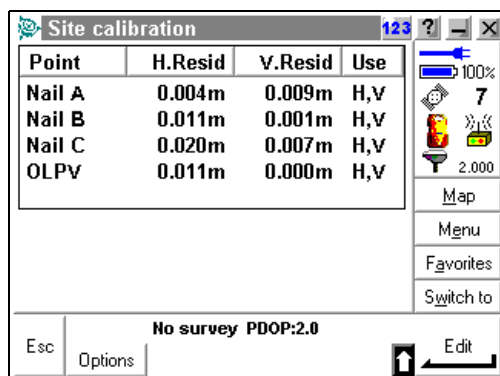 Site calibration 123 ?
Point H.Resid V.Resid Use
Nail A 0.004m 0.009m H,V
Nail B 0.011m 0.001m H,V
Nail C 0.020m 0.007m H,V
OLPV 0.011m 0.000m H,V
100%
7
2.000
Map
Menu
Favorites
Switch to
No survey PDOP:2.0
Esc
Options
Edit